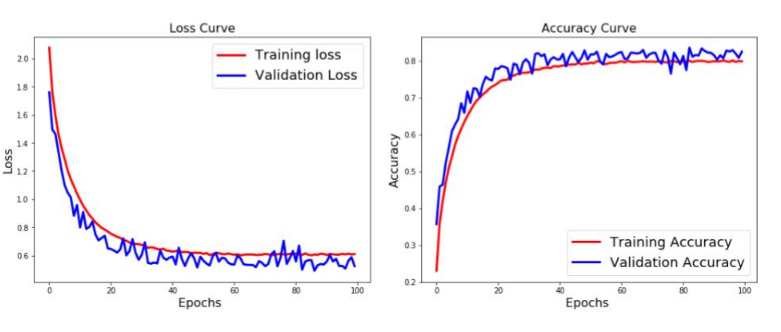 Loss Curve
Training loss
Validation Loss
2.0
1.8
1.6
1.4
1.2
1.0
0.8
0.6
Loss
0 20 40 60 80 100
Epochs
Accuracy Curve
Training Accuracy
Validation Accuracy
0.8
0.7
0.6
0.5
0.4
0.3
0.2
Accuracy
0 20 40 60 80 100
Epochs